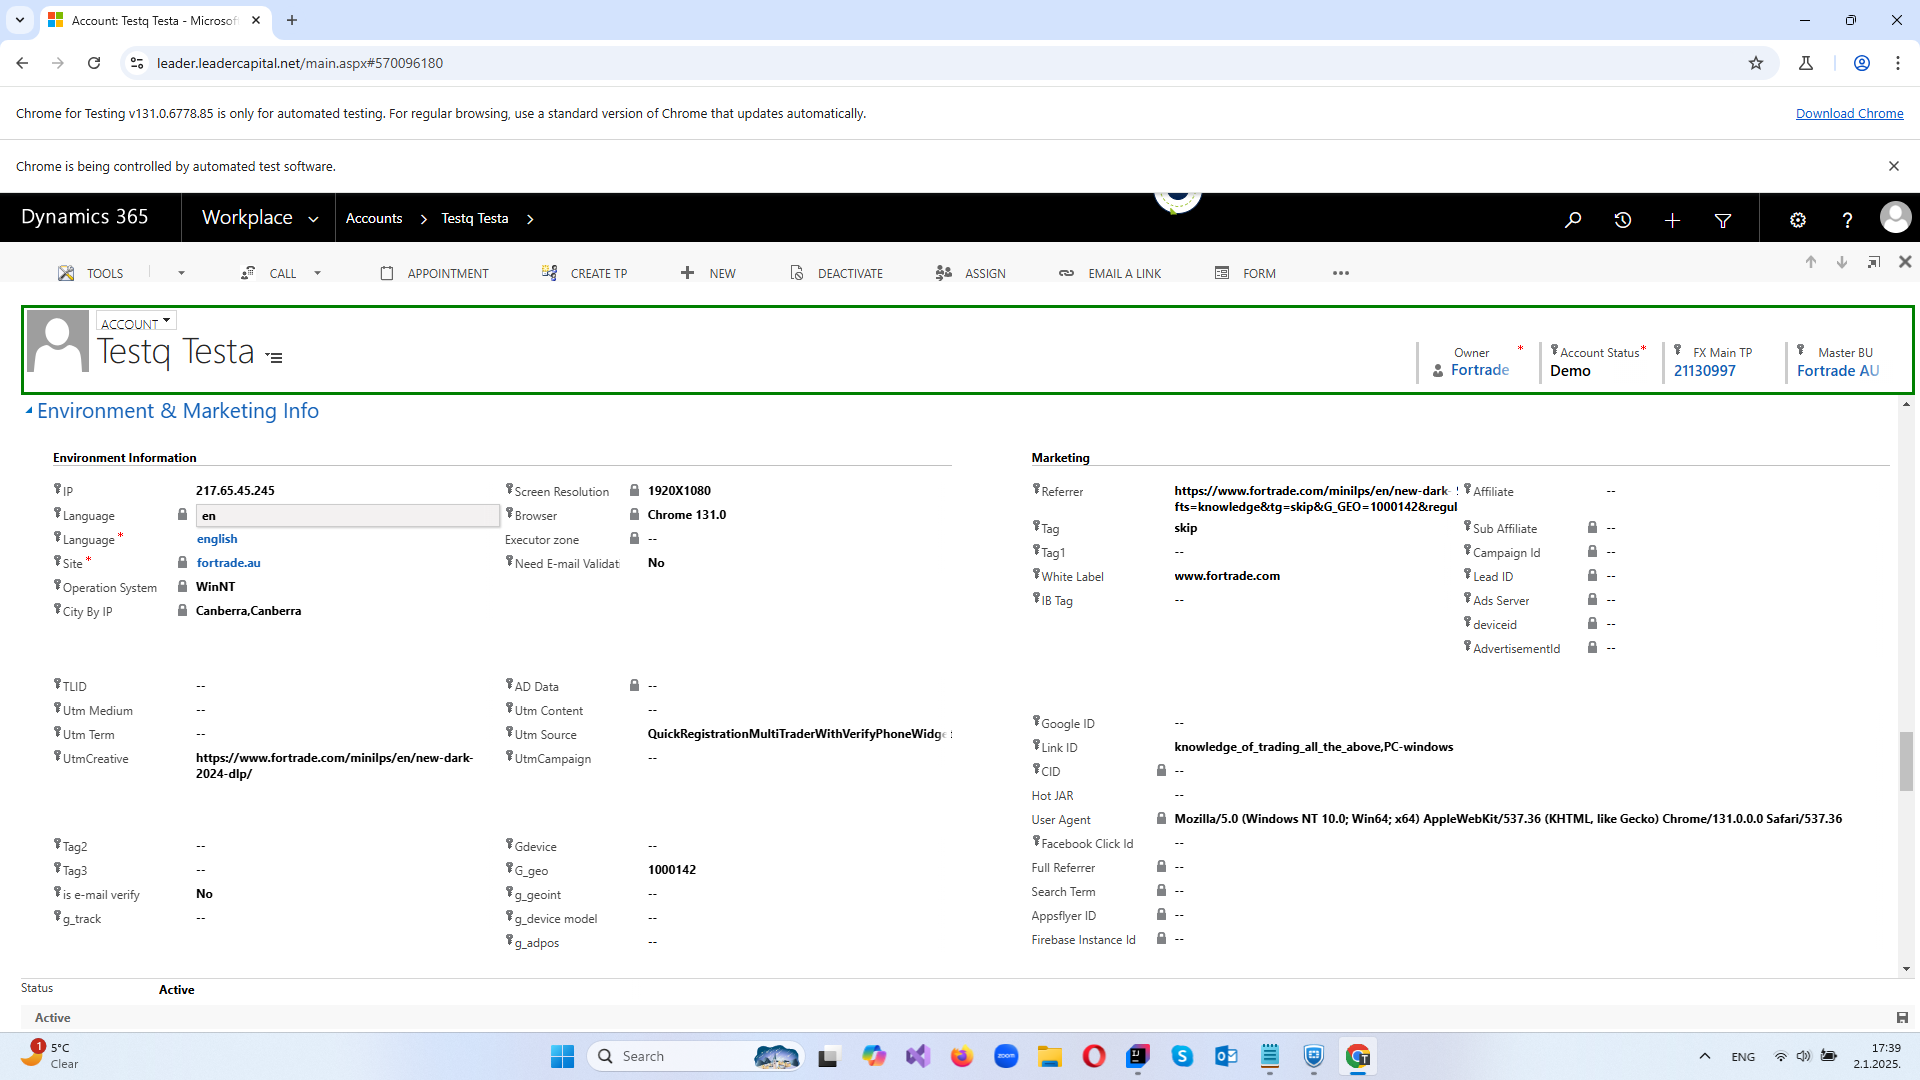 Account: Testq Testa - Microsof
leader.leadercapital.net/main.aspx#570096180
Chrome for Testing v131.0.6778.85 is only for automated testing. For regular browsing, use a standard version of Chrome that updates automatically.
Download Chrome
Chrome is being controlled by automated test software.
Dynamics 365
Workplace
Accounts
Testq Testa
TOOLS
CALL
APPOINTMENT
CREATE TP
NEW
DEACTIVATE
ASSIGN
EMAIL A LINK
FORM
ACCOUNT
Testq Testa
Owner *
Fortrade
Account Status *
Demo
FX Main TP
21130997
Master BU
Fortrade AU
Environment & Marketing Info
Environment Information
IP 217.65.45.245
Language en
Language * english
Site * fortrade.au
Operation System WinNT
City By IP Canberra,Canberra
Screen Resolution 1920X1080
Browser Chrome 131.0
Executor zone --
Need E-mail Validat No
TLID --
Utm Medium --
Utm Term --
UtmCreative https://www.fortrade.com/minilps/en/new-dark-
2024-dlp/
AD Data --
Utm Content --
Utm Source QuickRegistrationMultiTraderWithVerifyPhoneWidge
UtmCampaign --
Tag2 --
Tag3 --
is e-mail verify No
g_track --
Gdevice --
G_geo 1000142
g_geoint --
g_device model --
g_adpos --
Marketing
Referrer https://www.fortrade.com/minilps/en/new-dark-
fts=knowledge&tg=skip&G_GEO=1000142&regul
Tag skip
Tag1 --
White Label www.fortrade.com
IB Tag --
Affiliate --
Sub Affiliate --
Campaign Id --
Lead ID --
Ads Server --
deviceid --
AdvertisementId --
Google ID --
Link ID knowledge_of_trading_all_the_above,PC-windows
CID --
Hot JAR --
User Agent Mozilla/5.0 (Windows NT 10.0; Win64; x64) AppleWebKit/537.36 (KHTML, like Gecko) Chrome/131.0.0.0 Safari/537.36
Facebook Click Id --
Full Referrer --
Search Term --
Appsflyer ID --
Firebase Instance Id --
Status Active
Active
1
5°C
Clear
Search
zoom
ENG
17:39
2.1.2025.